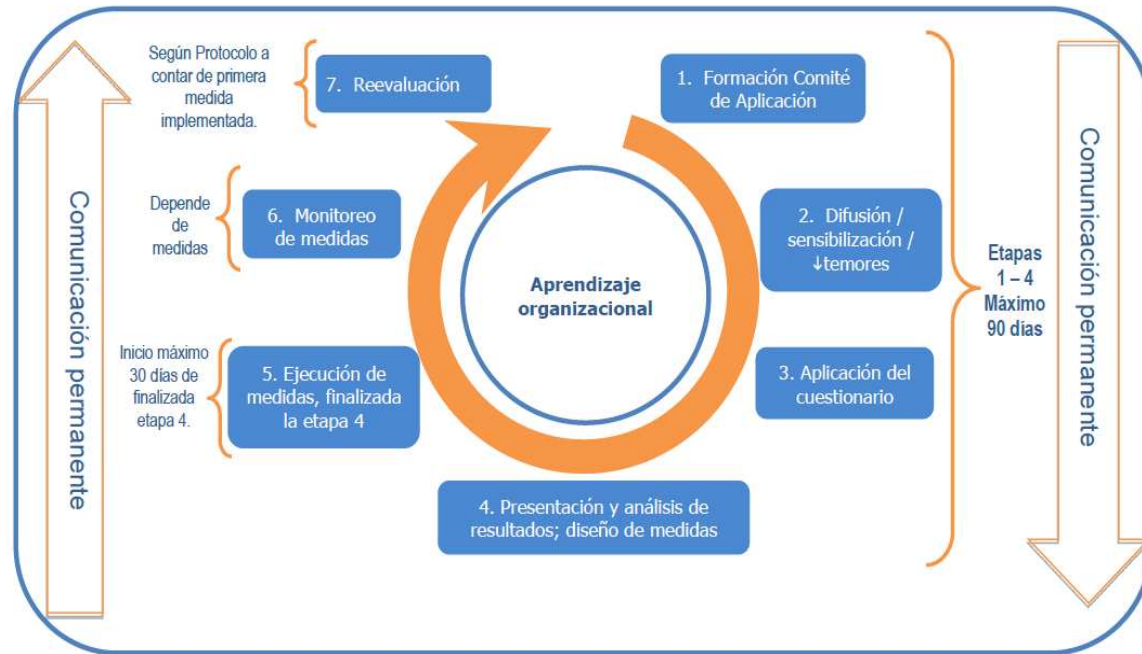 Según Protocolo a
contar de primera
medida
implementada.
7. Reevaluación
1. Formación Comité
de Aplicación
Comunicación permanente
Depende
de
medidas
6. Monitoreo
de medidas
2. Difusión /
sensibilización /
↓temores
Aprendizaje
organizacional
Etapas
1 – 4
Máximo
90 días
Comunicación permanente
Inicio máximo
30 días de
finalizada
etapa 4.
5. Ejecución de
medidas, finalizada
la etapa 4
3. Aplicación del
cuestionario
4. Presentación y análisis de
resultados; diseño de medidas